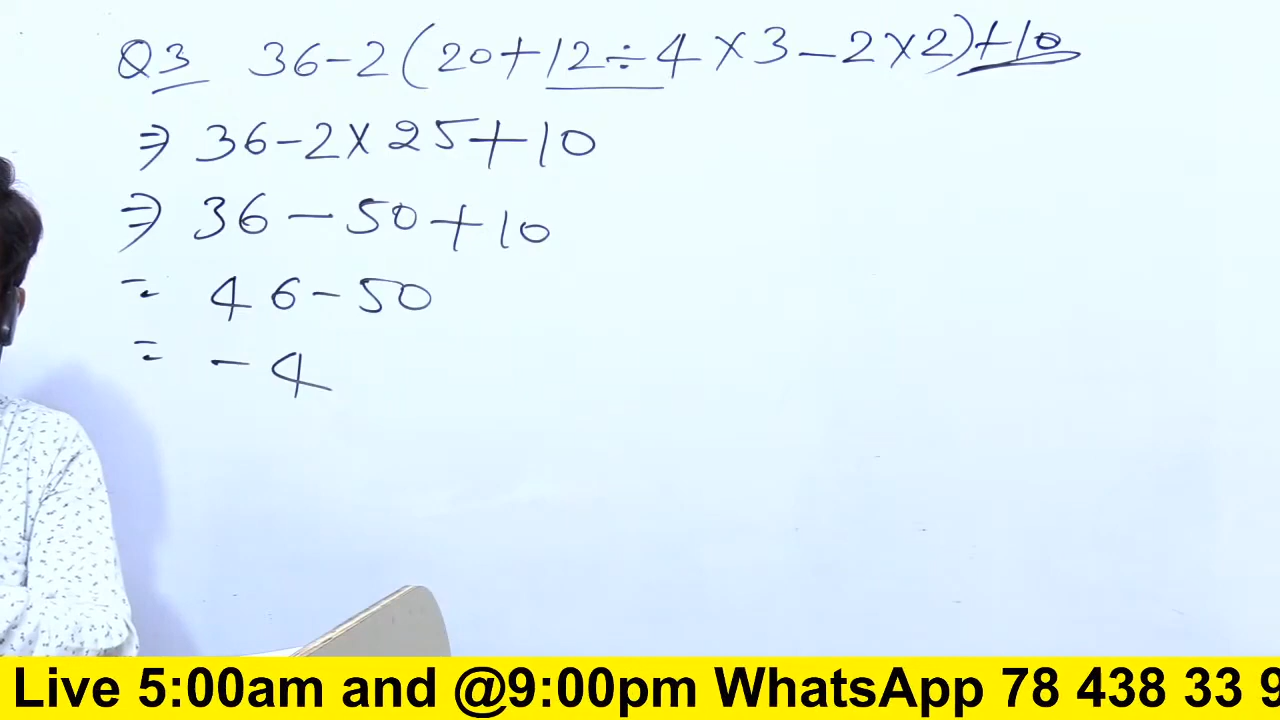 Q3 36-2(20+12÷4×3-2×2)+10
⇒ 36-2×25+10
⇒ 36-50+10
= 46-50
= -4
Live 5:00am and @9:00pm WhatsApp 78 438 33 9